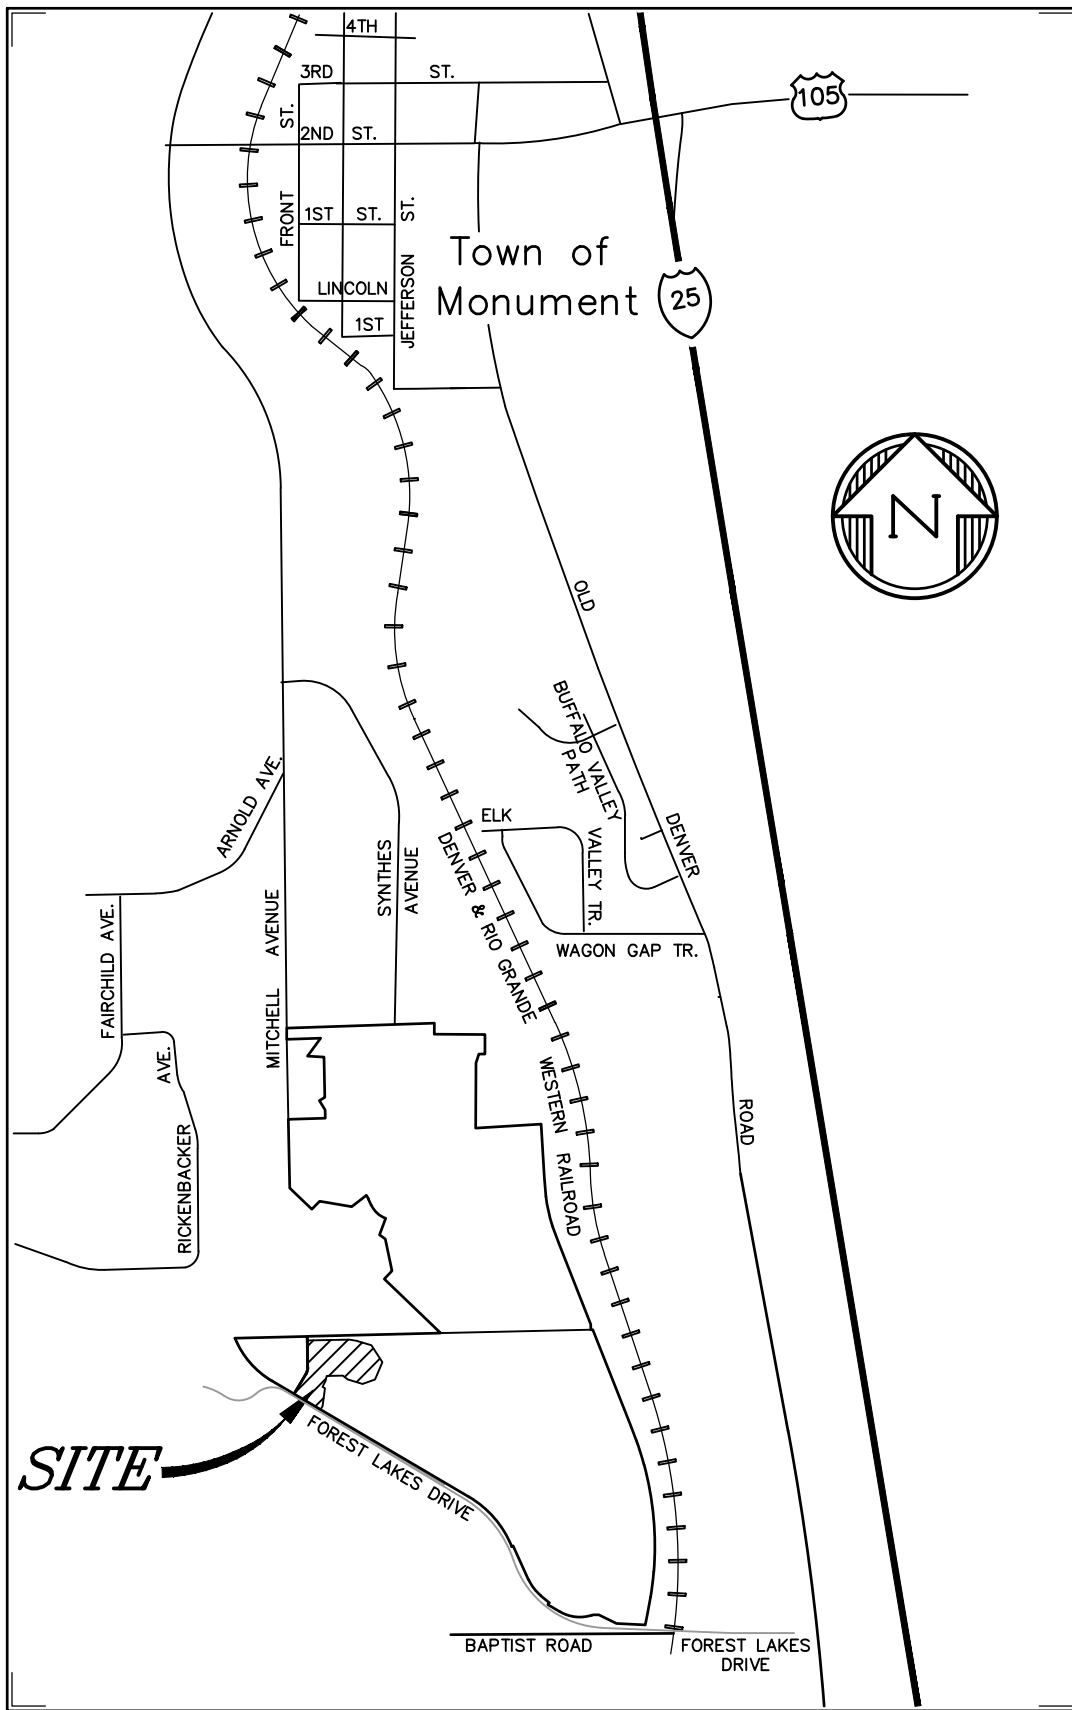 4TH
3RD ST.
105
ST.
2ND ST.
FRONT
1ST ST.
ST.
Town of
Monument
25
LINCOLN
JEFFERSON
1ST
N
OLD
BUFFALO VALLEY
PATH
ARNOLD AVE.
ELK
VALLEY TR.
DENVER
SYNTHES
AVENUE
DENVER & RIO GRANDE
WAGON GAP TR.
FAIRCHILD AVE.
MITCHELL AVENUE
AVE.
WESTERN RAILROAD
ROAD
RICKENBACKER
SITE
FOREST LAKES DRIVE
BAPTIST ROAD
FOREST LAKES
DRIVE